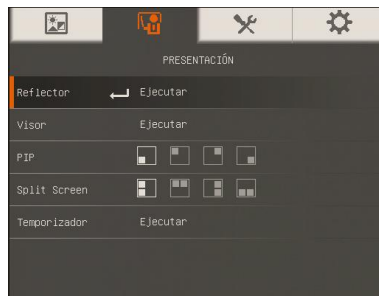 PRESENTACIÓN
Reflector Ejecutar
Visor Ejecutar
PIP
Split Screen
Temporizador Ejecutar